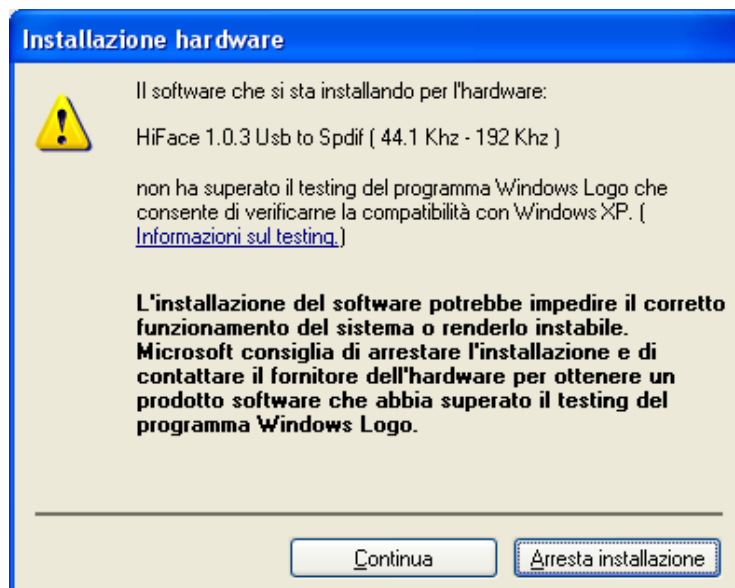 Installazione hardware
Il software che si sta installando per l'hardware:
HiFace 1.0.3 Usb to Spdif ( 44.1 Khz - 192 Khz )
non ha superato il testing del programma Windows Logo che
consente di verificarne la compatibilità con Windows XP. (
Informazioni sul testing.)
L'installazione del software potrebbe impedire il corretto
funzionamento del sistema o renderlo instabile.
Microsoft consiglia di arrestare l'installazione e di
contattare il fornitore dell'hardware per ottenere un
prodotto software che abbia superato il testing del
programma Windows Logo.
Continua
Arresta installazione